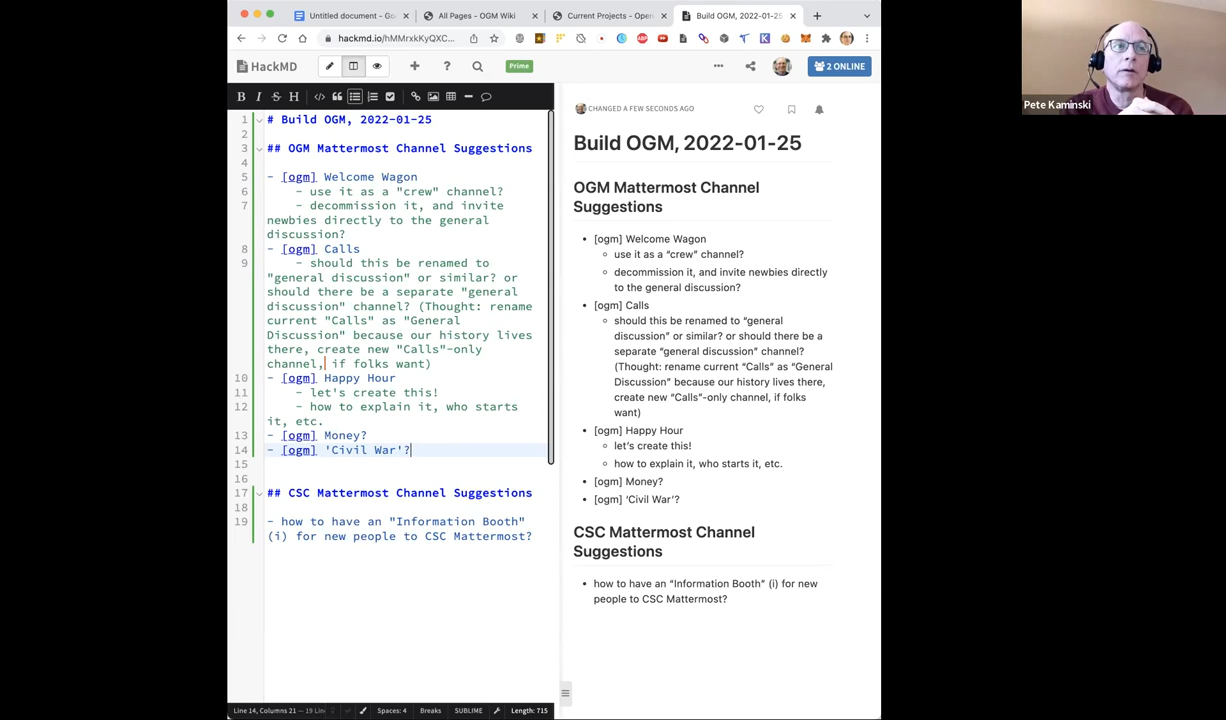 Untitled document - Go
All Pages - OGM Wiki
Current Projects - Open
Build OGM, 2022-01-25
hackmd.io/hMMrxkKyQXC...
HackMD
Prime
2 ONLINE
1 # Build OGM, 2022-01-25
2
3 ## OGM Mattermost Channel Suggestions
4
5 - [ogm] Welcome Wagon
6 - use it as a "crew" channel?
7 - decommission it, and invite
newbies directly to the general
discussion?
8 - [ogm] Calls
9 - should this be renamed to
"general discussion" or similar? or
should there be a separate "general
discussion" channel? (Thought: rename
current "Calls" as "General
Discussion" because our history lives
there, create new "Calls"-only
channel, if folks want)
10 - [ogm] Happy Hour
11 - let's create this!
12 - how to explain it, who starts
it, etc.
13 - [ogm] Money?
14 - [ogm] 'Civil War'?
15
16
17 ## CSC Mattermost Channel Suggestions
18
19 - how to have an "Information Booth"
(i) for new people to CSC Mattermost?
Line 14, Columns 21 — 19 Lin
Spaces: 4
Breaks
SUBLIME
Length: 715
CHANGED A FEW SECONDS AGO
Build OGM, 2022-01-25
OGM Mattermost Channel
Suggestions
• [ogm] Welcome Wagon
◦ use it as a “crew” channel?
◦ decommission it, and invite newbies directly
to the general discussion?
• [ogm] Calls
◦ should this be renamed to “general
discussion” or similar? or should there be a
separate “general discussion” channel?
(Thought: rename current “Calls” as “General
Discussion” because our history lives there,
create new “Calls”-only channel, if folks
want)
• [ogm] Happy Hour
◦ let’s create this!
◦ how to explain it, who starts it, etc.
• [ogm] Money?
• [ogm] ‘Civil War’?
CSC Mattermost Channel
Suggestions
• how to have an “Information Booth” (i) for new
people to CSC Mattermost?
Pete Kaminski